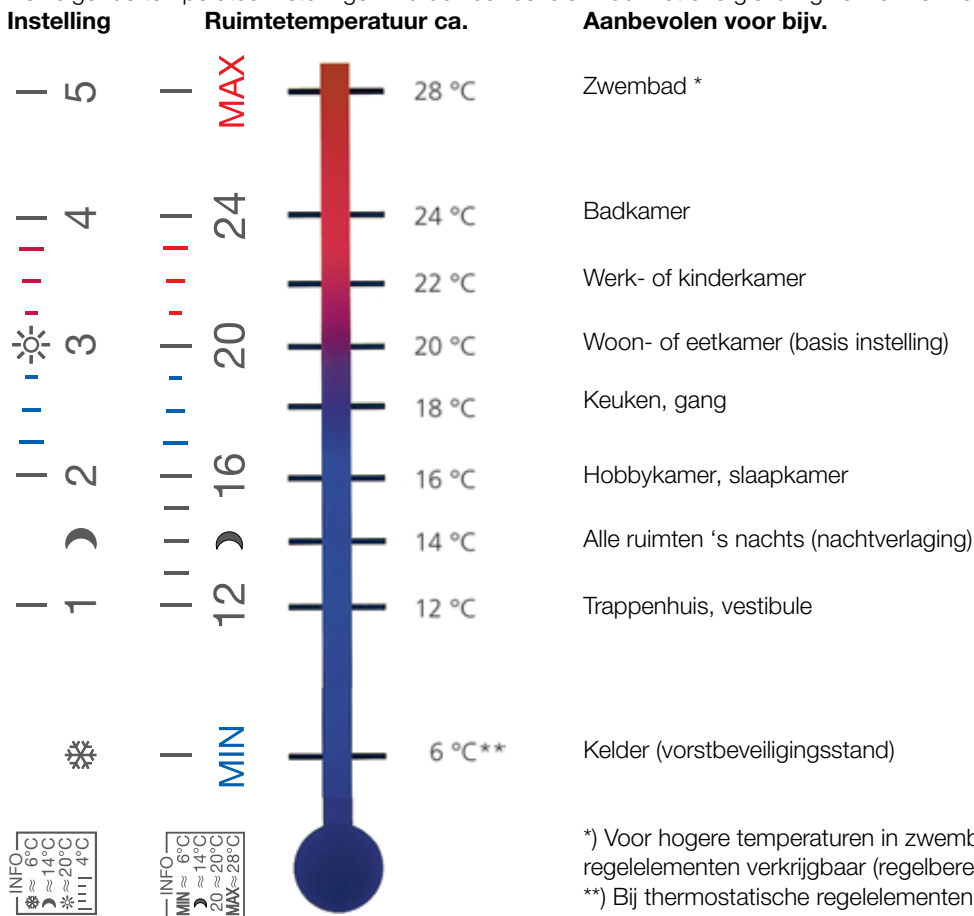 Instelling Ruimtetemperatuur ca. Aanbevolen voor bijv.
5 MAX 28 °C Zwembad *
4 24 24 °C Badkamer
22 °C Werk- of kinderkamer
3 20 20 °C Woon- of eetkamer (basis instelling)
18 °C Keuken, gang
2 16 16 °C Hobbykamer, slaapkamer
14 °C Alle ruimten ‘s nachts (nachtverlaging)
1 12 12 °C Trappenhuis, vestibule
MIN 6 °C** Kelder (vorstbeveiligingsstand)
INFO
❄ ≈ 6°C
☽ ≈ 14°C
☼ ≈ 20°C
4°C
INFO
MIN ≈ 6°C
☽ ≈ 14°C
20 ≈ 20°C
MAX ≈ 28°C
*) Voor hogere temperaturen in
regelelementen verkrijgbaar
**) Bij thermostatische regelelementen